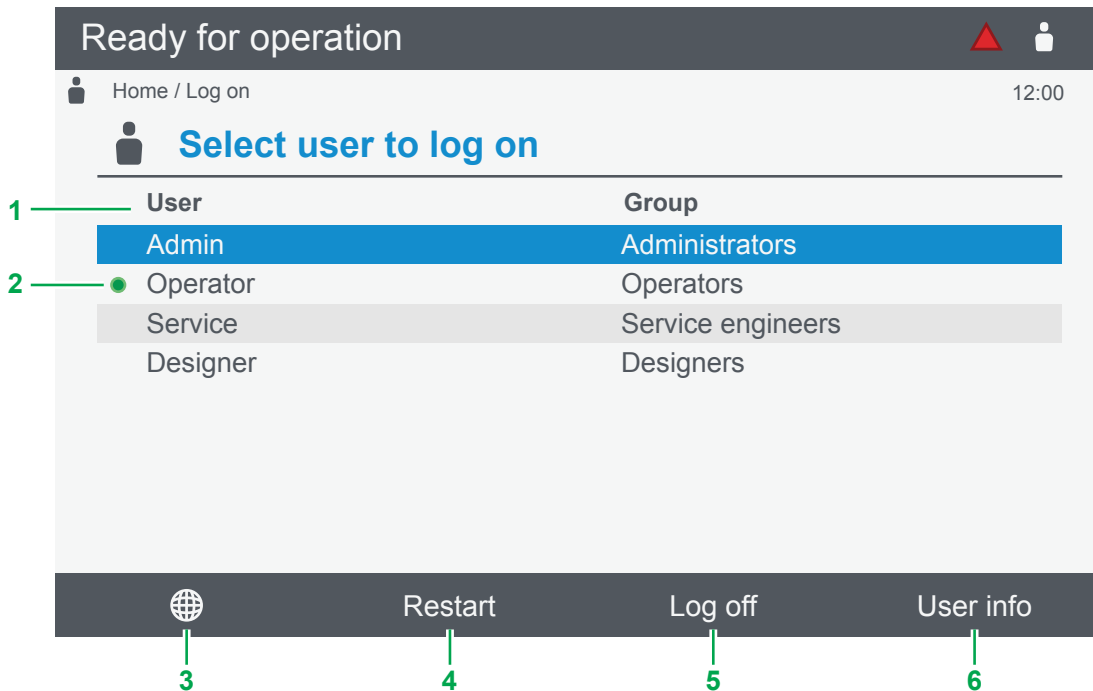 Ready for operation
Home / Log on 12:00
Select user to log on
1 User Group
Admin Administrators
2 Operator Operators
Service Service engineers
Designer Designers
Restart Log off User info
3 4 5 6